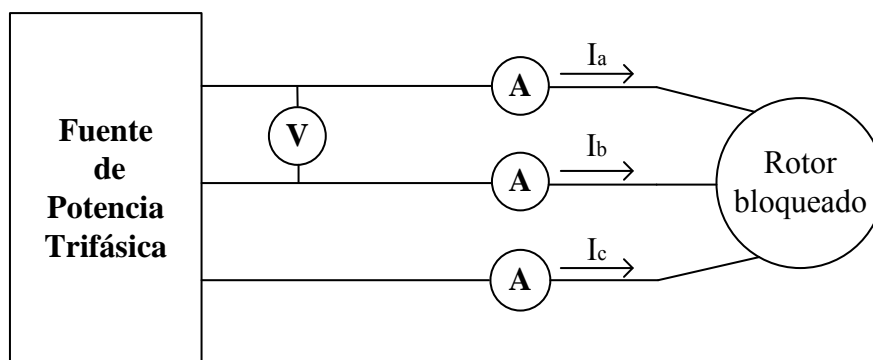 Fuente
de
Potencia
Trifásica
V
A
Ia
A
Ib
A
Ic
Rotor
bloqueado